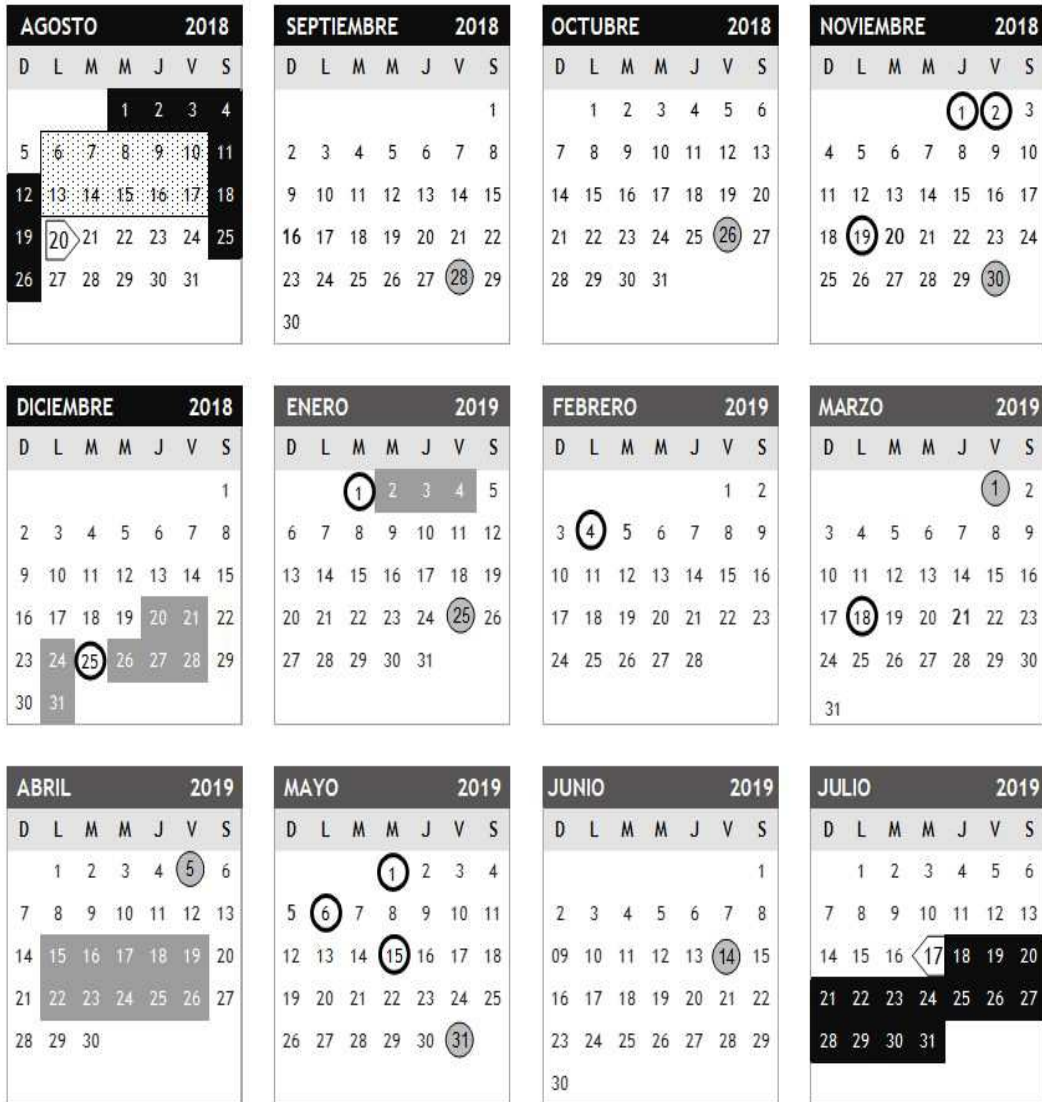 AGOSTO 2018
D L M M J V S
1 2 3 4
5 6 7 8 9 10 11
12 13 14 15 16 17 18
19 20 21 22 23 24 25
26 27 28 29 30 31
SEPTIEMBRE 2018
D L M M J V S
1
2 3 4 5 6 7 8
9 10 11 12 13 14 15
16 17 18 19 20 21 22
23 24 25 26 27 28 29
30
OCTUBRE 2018
D L M M J V S
1 2 3 4 5 6
7 8 9 10 11 12 13
14 15 16 17 18 19 20
21 22 23 24 25 26 27
28 29 30 31
NOVIEMBRE 2018
D L M M J V S
1 2 3
4 5 6 7 8 9 10
11 12 13 14 15 16 17
18 19 20 21 22 23 24
25 26 27 28 29 30
DICIEMBRE 2018
D L M M J V S
1
2 3 4 5 6 7 8
9 10 11 12 13 14 15
16 17 18 19 20 21 22
23 24 25 26 27 28 29
30 31
ENERO 2019
D L M M J V S
1 2 3 4 5
6 7 8 9 10 11 12
13 14 15 16 17 18 19
20 21 22 23 24 25 26
27 28 29 30 31
FEBRERO 2019
D L M M J V S
1 2
3 4 5 6 7 8 9
10 11 12 13 14 15 16
17 18 19 20 21 22 23
24 25 26 27 28
MARZO 2019
D L M M J V S
1 2
3 4 5 6 7 8 9
10 11 12 13 14 15 16
17 18 19 20 21 22 23
24 25 26 27 28 29 30
31
ABRIL 2019
D L M M J V S
1 2 3 4 5 6
7 8 9 10 11 12 13
14 15 16 17 18 19 20
21 22 23 24 25 26 27
28 29 30
MAYO 2019
D L M M J V S
1 2 3 4
5 6 7 8 9 10 11
12 13 14 15 16 17 18
19 20 21 22 23 24 25
26 27 28 29 30 31
JUNIO 2019
D L M M J V S
1
2 3 4 5 6 7 8
09 10 11 12 13 14 15
16 17 18 19 20 21 22
23 24 25 26 27 28 29
30
JULIO 2019
D L M M J V S
1 2 3 4 5 6
7 8 9 10 11 12 13
14 15 16 17 18 19 20
21 22 23 24 25 26 27
28 29 30 31